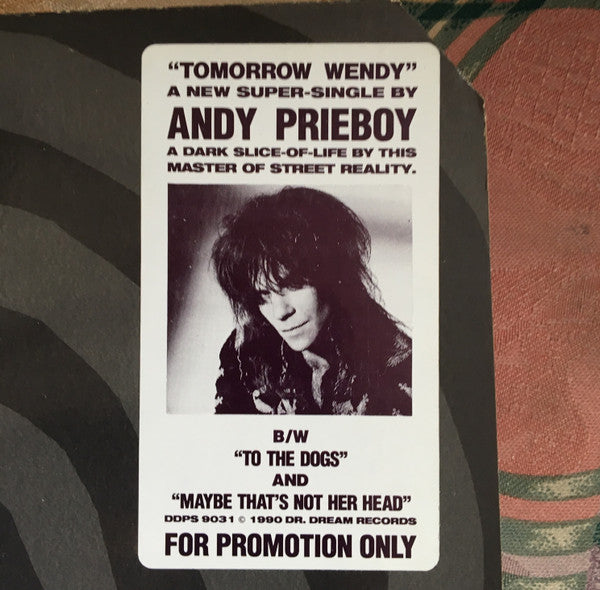 “TOMORROW WENDY”
A NEW SUPER-SINGLE BY
ANDY PRIEBOY
A DARK SLICE-OF-LIFE BY THIS
MASTER OF STREET REALITY.
B/W
“TO THE DOGS”
AND
“MAYBE THAT’S NOT HER HEAD”
DDPS 9031 © 1990 DR. DREAM RECORDS
FOR PROMOTION ONLY